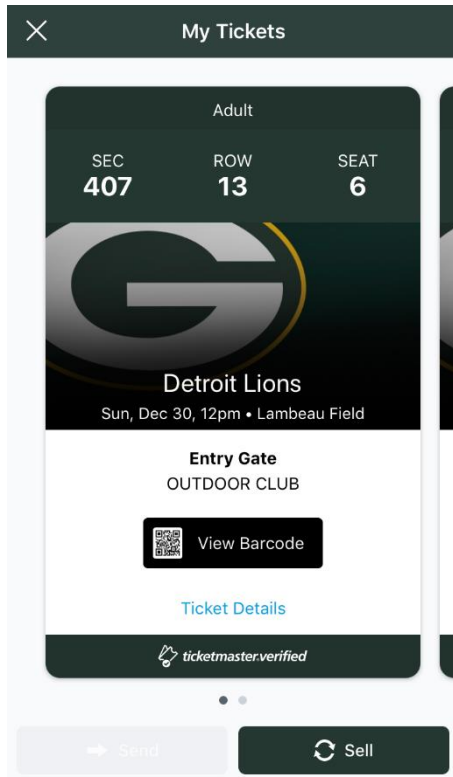 My Tickets
Adult
SEC ROW SEAT
407 13 6
G
Detroit Lions
Sun, Dec 30, 12pm • Lambeau Field
Entry Gate
OUTDOOR CLUB
View Barcode
Ticket Details
ticketmaster.verified
Send Sell